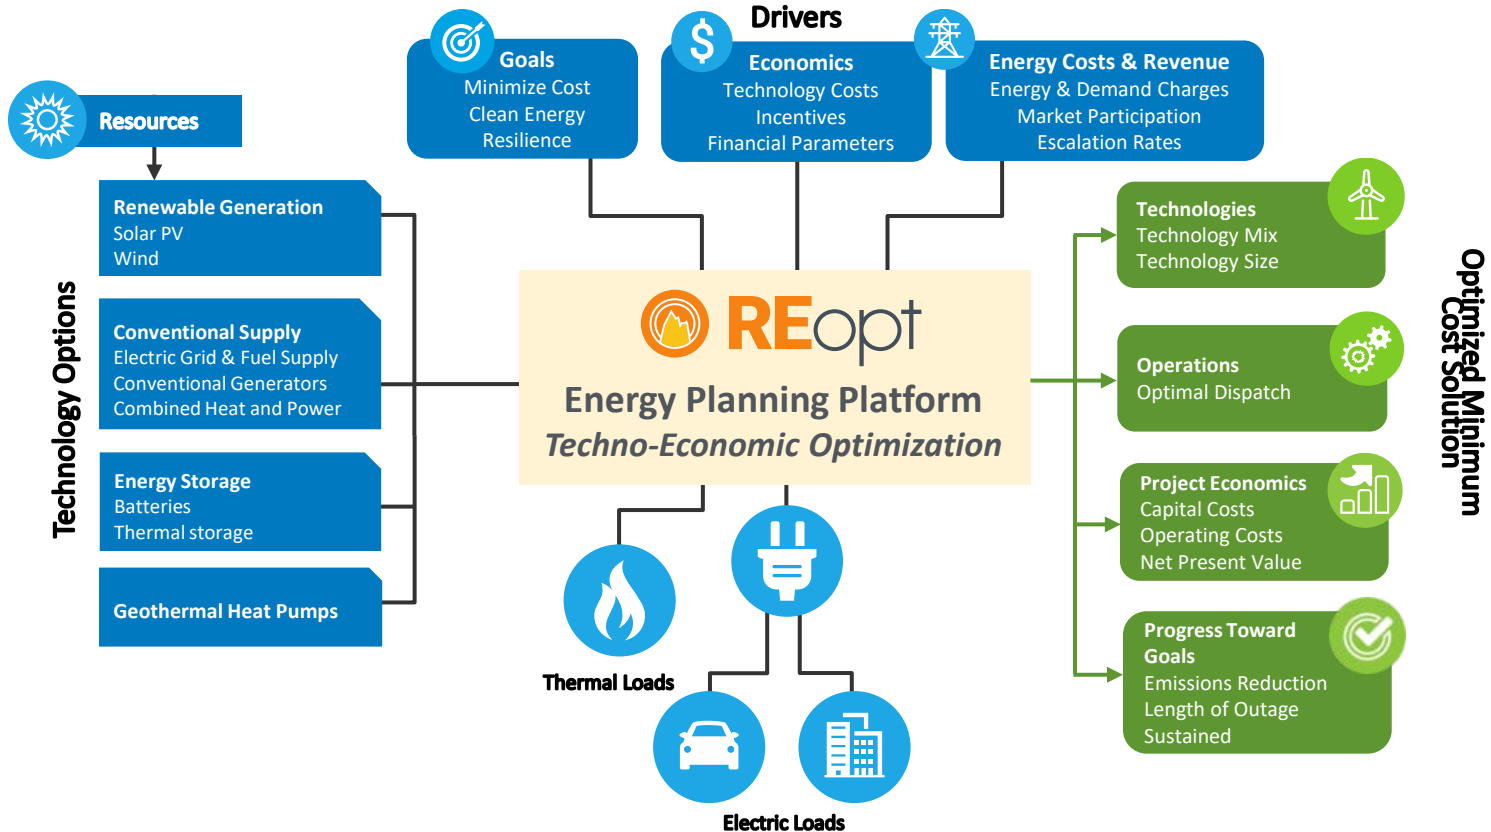 Drivers
Goals
Minimize Cost
Clean Energy
Resilience
Economics
Technology Costs
Incentives
Financial Parameters
Energy Costs & Revenue
Energy & Demand Charges
Market Participation
Escalation Rates
Resources
Technology Options
Renewable Generation
Solar PV
Wind
Conventional Supply
Electric Grid & Fuel Supply
Conventional Generators
Combined Heat and Power
Energy Storage
Batteries
Thermal storage
Geothermal Heat Pumps
REopt
Energy Planning Platform
Techno-Economic Optimization
Thermal Loads
Electric Loads
Technologies
Technology Mix
Technology Size
Operations
Optimal Dispatch
Project Economics
Capital Costs
Operating Costs
Net Present Value
Progress Toward
Goals
Emissions Reduction
Length of Outage
Sustained
Optimized Minimum
Cost Solution